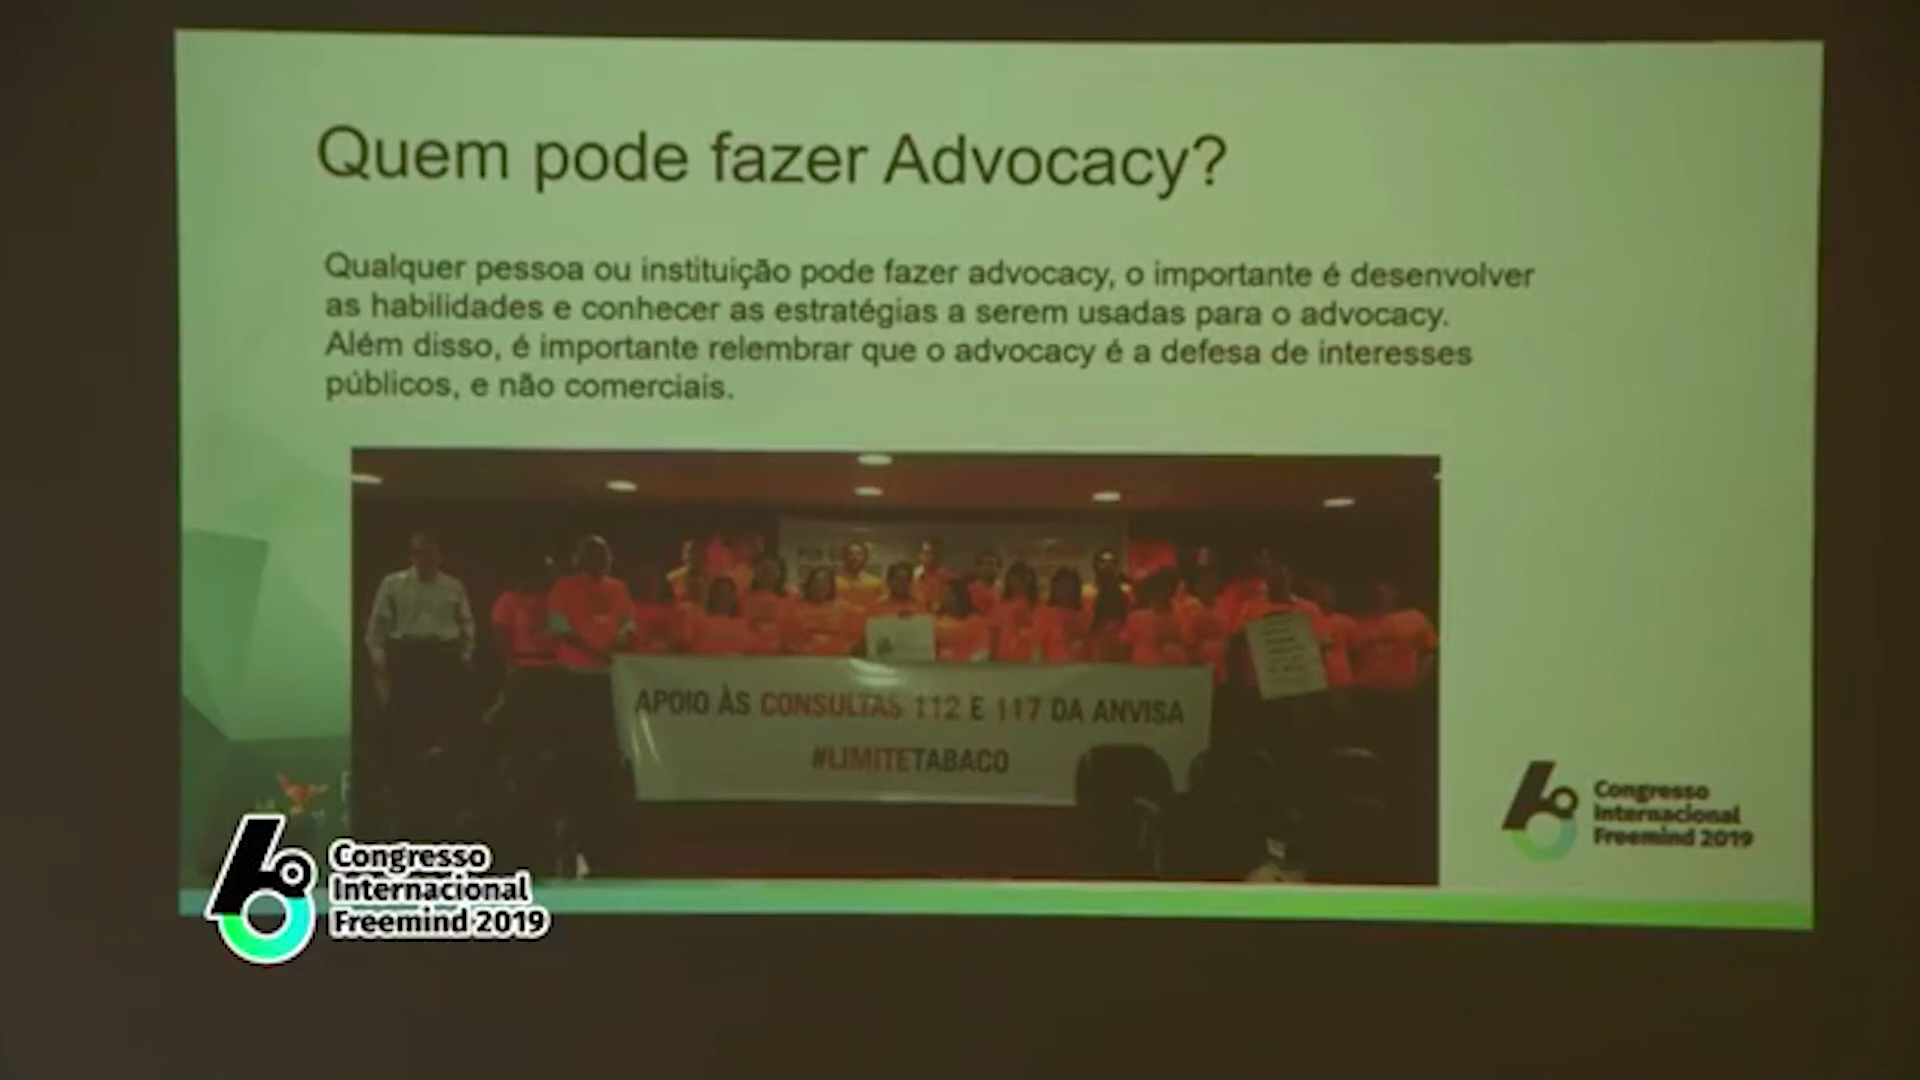 Quem pode fazer Advocacy?
Qualquer pessoa ou instituição pode fazer advocacy, o importante é desenvolver
as habilidades e conhecer as estratégias a serem usadas para o advocacy.
Além disso, é importante relembrar que o advocacy é a defesa de interesses
públicos, e não comerciais.
APOIO ÀS CONSULTAS 112 E 117 DA ANVISA
#LIMITETABACO
6º
Congresso
Internacional
Freemind 2019
6º
Congresso
Internacional
Freemind 2019